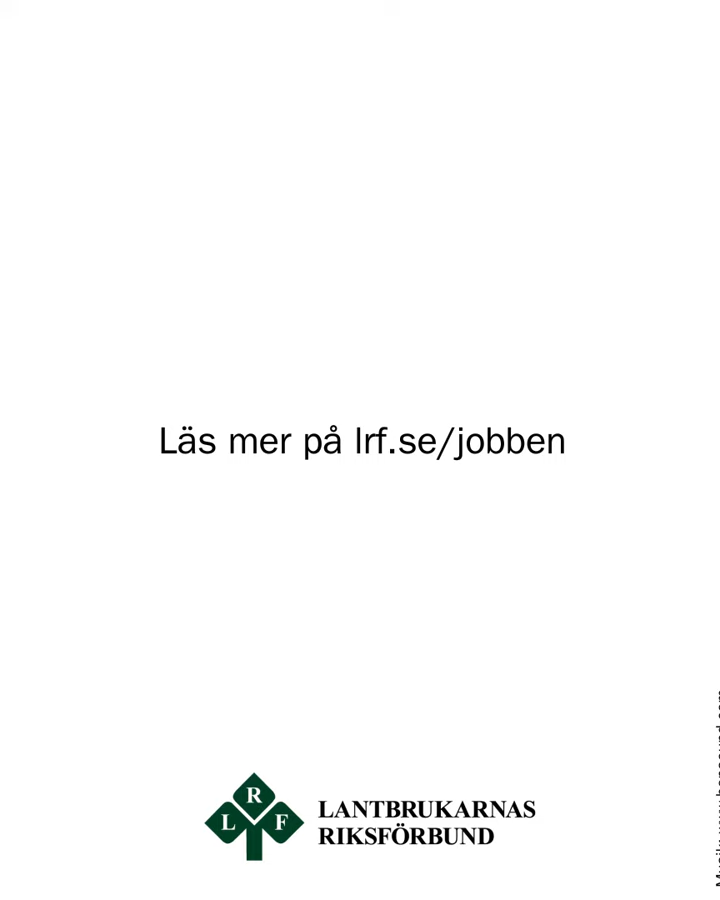 Läs mer på lrf.se/jobben
R
L F
LANTBRUKARNAS
RIKSFÖRBUND